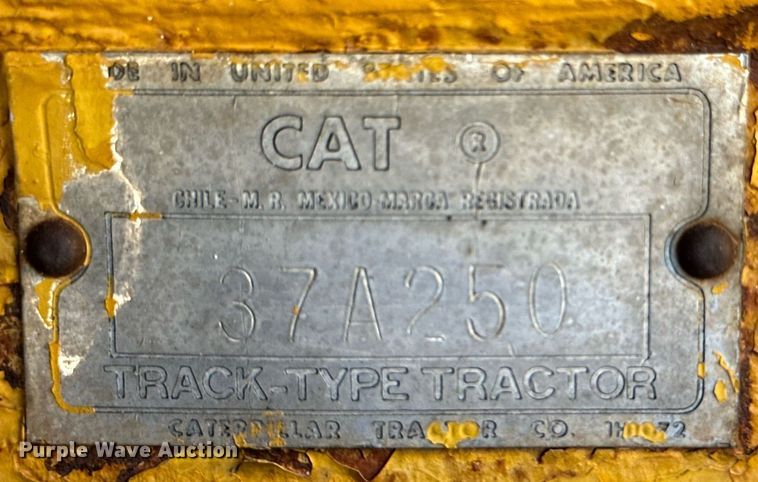 DE IN UNITED STATES OF AMERICA
CAT ®
CHILE-M.R. MEXICO-MARCA REGISTRADA
37A250
TRACK-TYPE TRACTOR
CATERPILLAR TRACTOR CO.
Purple Wave Auction